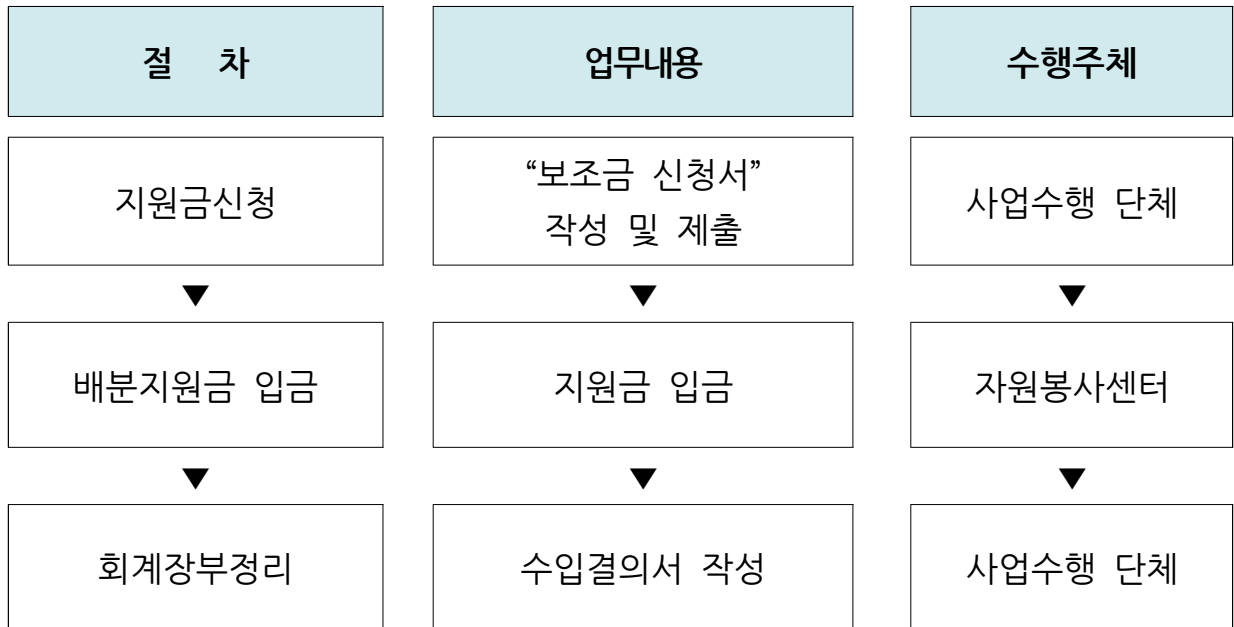 절 차
업무내용
수행주체
지원금신청
“보조금 신청서”
작성 및 제출
사업수행 단체
▼ ▼ ▼
배분지원금 입금
지원금 입금
자원봉사센터
▼ ▼ ▼
회계장부정리
수입결의서 작성
사업수행 단체